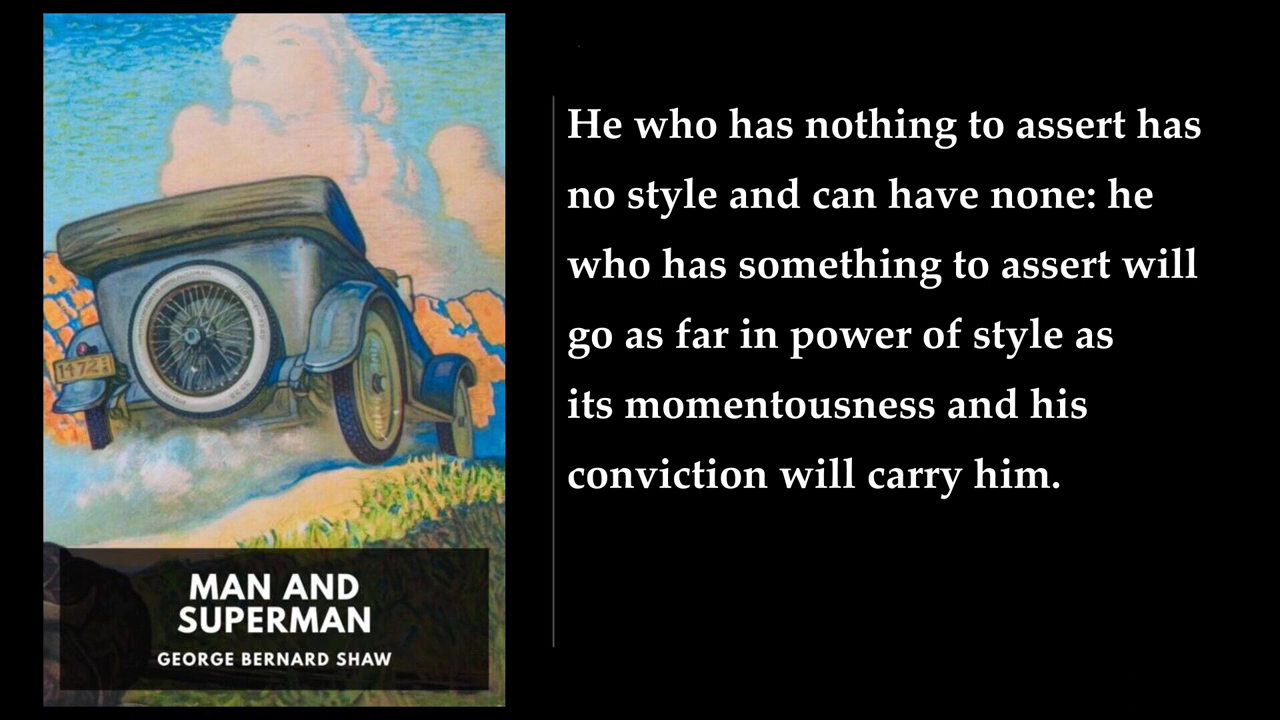 He who has nothing to assert has
no style and can have none: he
who has something to assert will
go as far in power of style as
its momentousness and his
conviction will carry him.
1472
MAN AND
SUPERMAN
GEORGE BERNARD SHAW